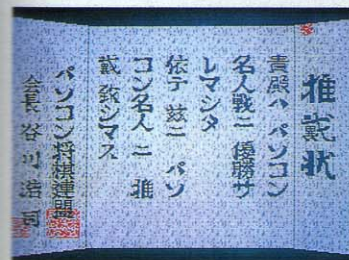 推戴状
貴殿ハ パソコン
名人戦ニ 優勝サ
レマシタ
依テ 茲ニ パソ
コン名人 ニ 推
戴 致シマス
パソコン将棋連盟
会長 谷川浩司